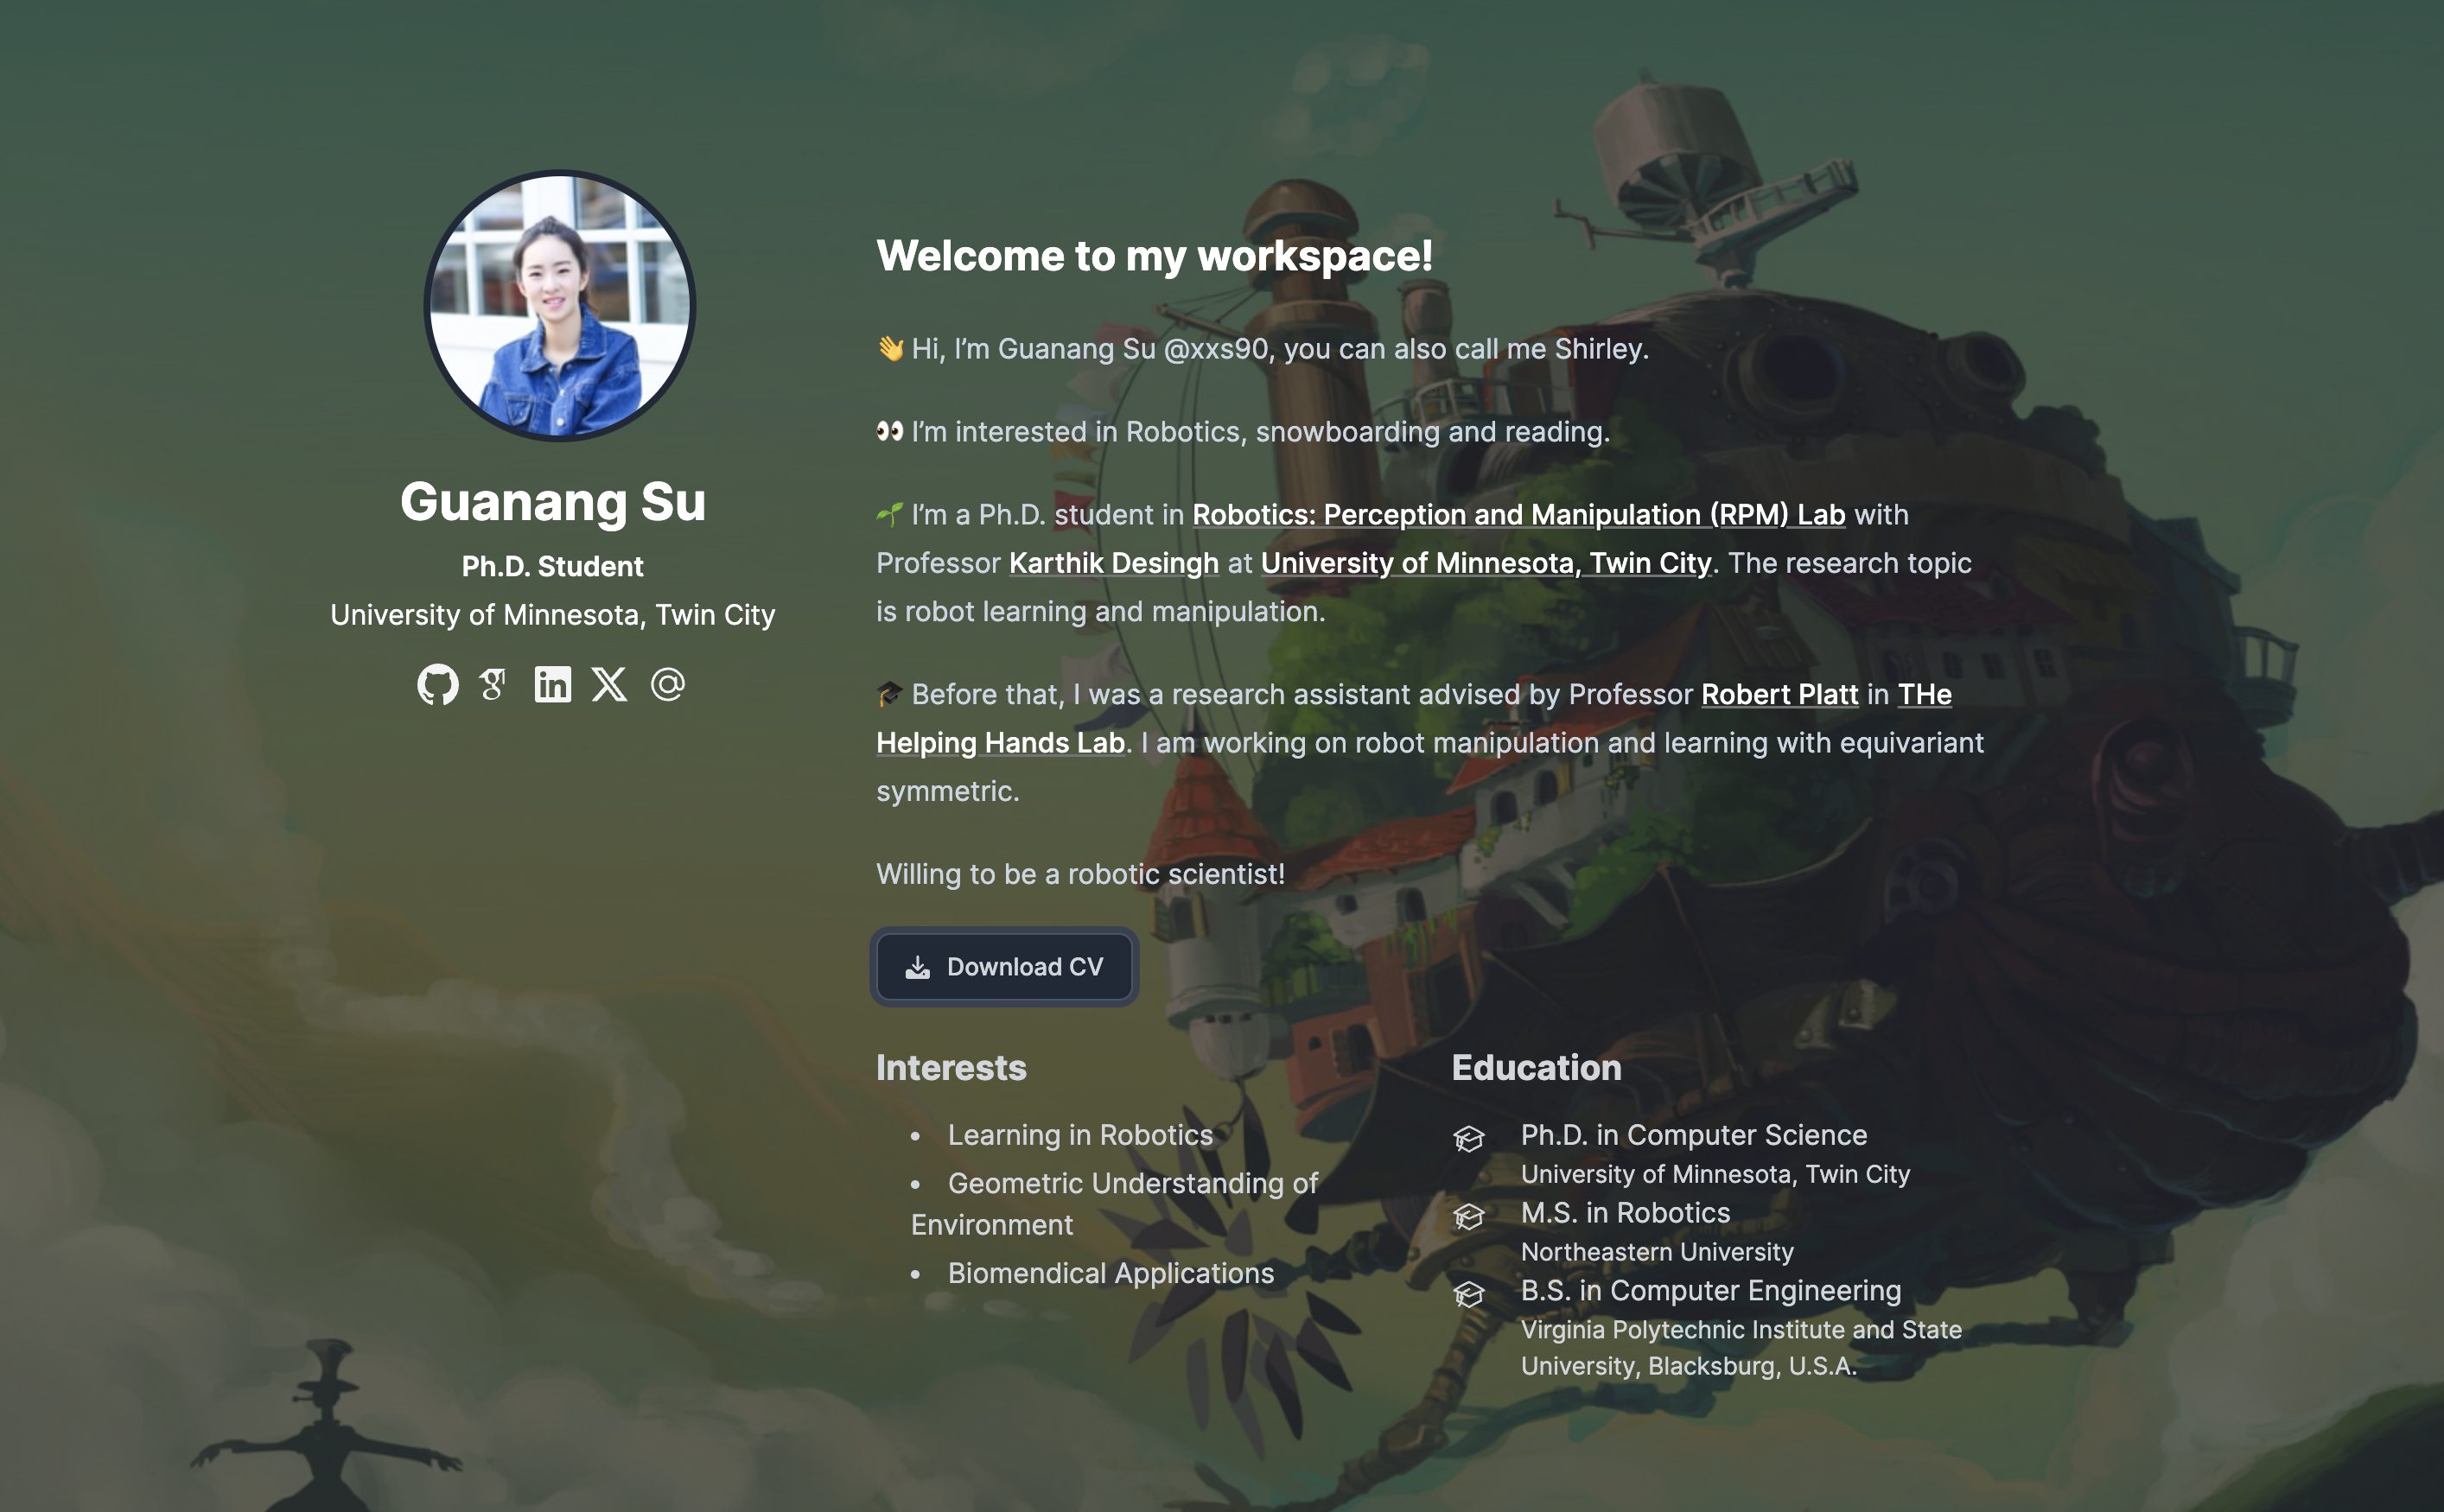 Guanang Su
Ph.D. Student
University of Minnesota, Twin City
Welcome to my workspace!
👋 Hi, I’m Guanang Su @xxs90, you can also call me Shirley.
👀 I’m interested in Robotics, snowboarding and reading.
🌱 I’m a Ph.D. student in Robotics: Perception and Manipulation (RPM) Lab with
Professor Karthik Desingh at University of Minnesota, Twin City. The research topic
is robot learning and manipulation.
🎓 Before that, I was a research assistant advised by Professor Robert Platt in THe
Helping Hands Lab. I am working on robot manipulation and learning with equivariant
symmetric.
Willing to be a robotic scientist!
Download CV
Interests
• Learning in Robotics
• Geometric Understanding of
Environment
• Biomendical Applications
Education
Ph.D. in Computer Science
University of Minnesota, Twin City
M.S. in Robotics
Northeastern University
B.S. in Computer Engineering
Virginia Polytechnic Institute and State
University, Blacksburg, U.S.A.